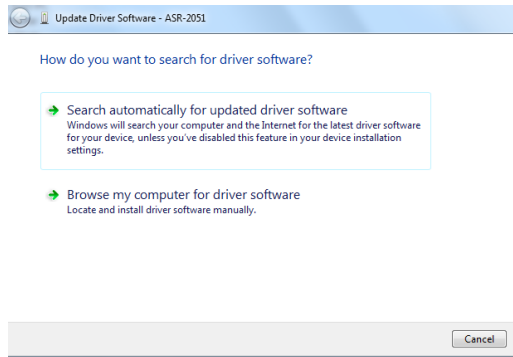 Update Driver Software - ASR-2051
How do you want to search for driver software?
Search automatically for updated driver software
Windows will search your computer and the Internet for the latest driver software
for your device, unless you've disabled this feature in your device installation
settings.
Browse my computer for driver software
Locate and install driver software manually.
Cancel